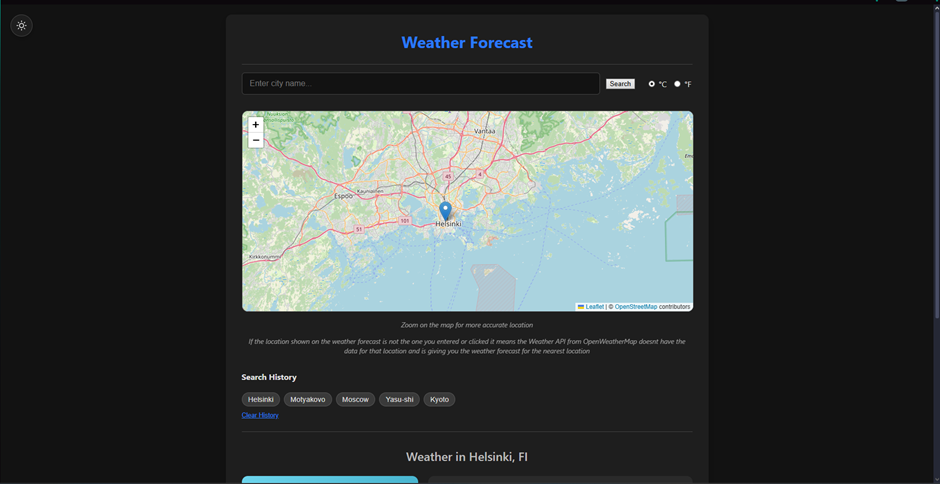 Weather Forecast
Enter city name...
Search
°C
°F
+
−
Vantaa
45
4
Espoo
Kauniainen
101
51
Helsinki
Kirkkonummi
Leaflet | © OpenStreetMap contributors
Zoom on the map for more accurate location
If the location shown on the weather forecast is not the one you entered or clicked it means the Weather API from OpenWeatherMap doesnt have the
data for that location and is giving you the weather forecast for the nearest location
Search History
Helsinki Motyakovo Moscow Yasu-shi Kyoto
Clear History
Weather in Helsinki, FI